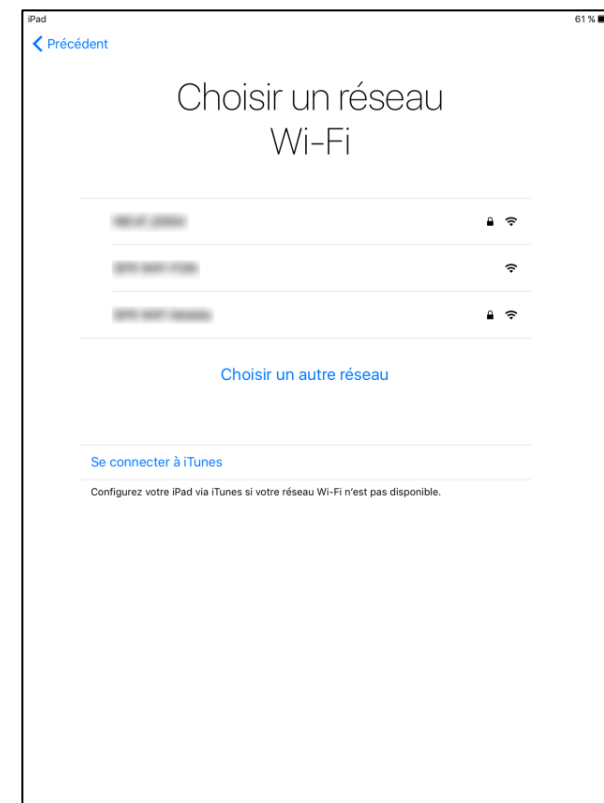 iPad
61 %
Précédent
Choisir un réseau
Wi-Fi
Choisir un autre réseau
Se connecter à iTunes
Configurez votre iPad via iTunes si votre réseau Wi-Fi n’est pas disponible.